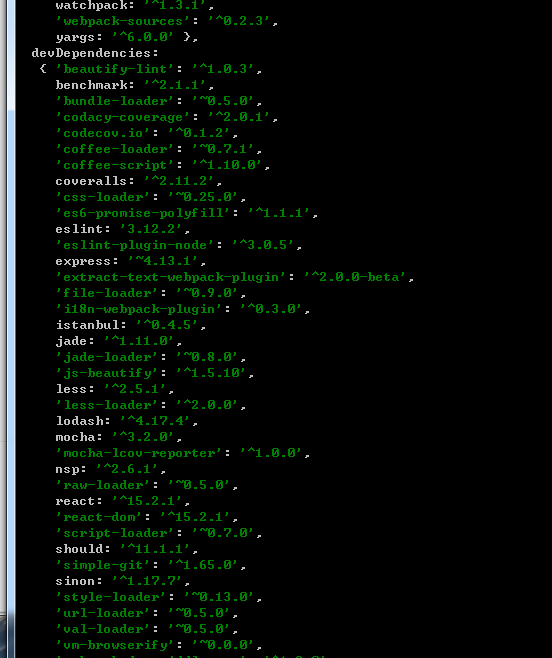 watchpack: '^1.3.1',
'webpack-sources': '^0.2.3',
yargs: '^6.0.0' },
devDependencies:
{ 'beautify-lint': '^1.0.3',
benchmark: '^2.1.1',
'bundle-loader': '~0.5.0',
'codacy-coverage': '^2.0.1',
'codecov.io': '^0.1.2',
'coffee-loader': '~0.7.1',
'coffee-script': '^1.10.0',
coveralls: '^2.11.2',
'css-loader': '~0.25.0',
'es6-promise-polyfill': '^1.1.1',
eslint: '3.12.2',
'eslint-plugin-node': '^3.0.5',
express: '~4.13.1',
'extract-text-webpack-plugin': '^2.0.0-beta',
'file-loader': '~0.9.0',
'i18n-webpack-plugin': '^0.3.0',
istanbul: '^0.4.5',
jade: '^1.11.0',
'jade-loader': '~0.8.0',
'js-beautify': '^1.5.10',
less: '^2.5.1',
'less-loader': '^2.0.0',
lodash: '^4.17.4',
mocha: '^3.2.0',
'mocha-lcov-reporter': '^1.0.0',
nsp: '^2.6.1',
'raw-loader': '~0.5.0',
react: '^15.2.1',
'react-dom': '^15.2.1',
'script-loader': '~0.7.0',
should: '^11.1.1',
'simple-git': '^1.65.0',
sinon: '^1.17.7',
'style-loader': '~0.13.0',
'url-loader': '~0.5.0',
'val-loader': '~0.5.0',
'vm-browserify': '~0.0.0',